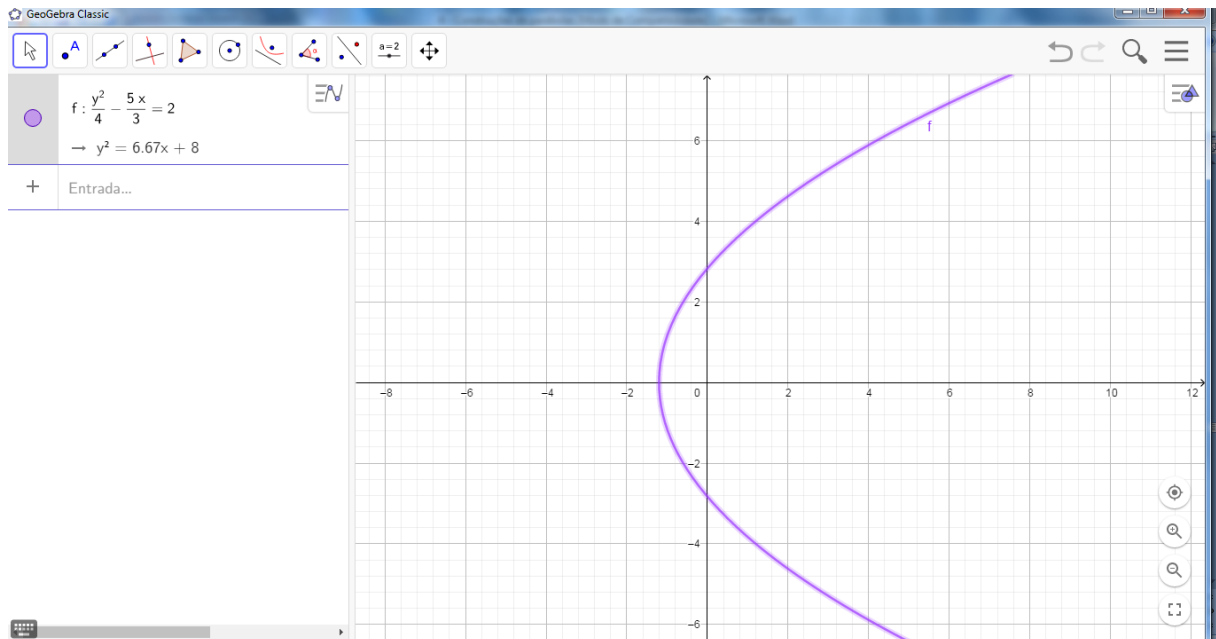 GeoGebra Classic
A
a=2
f : y²/4 − 5 x/3 = 2
→ y² = 6.67x + 8
+ Entrada...
f
6
4
2
−8 −6 −4 −2 0 2 4 6 8 10 12
−2
−4
−6